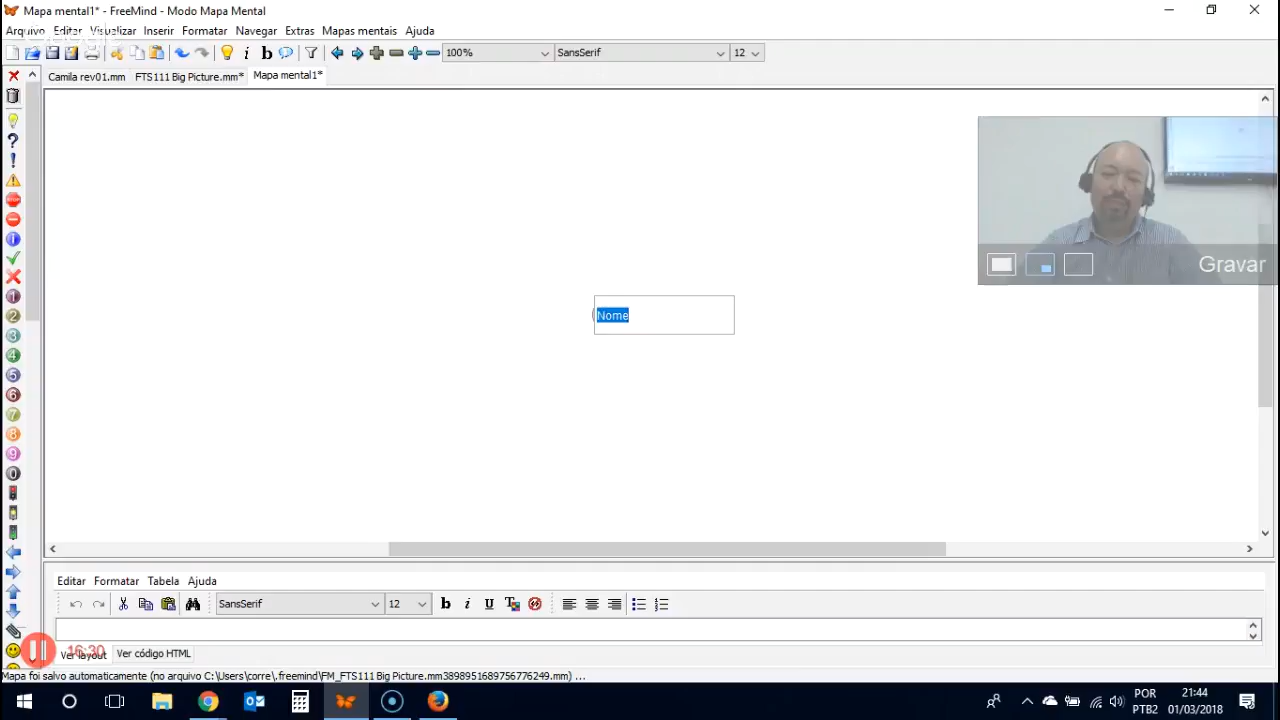 Mapa mental1* - FreeMind - Modo Mapa Mental
Arquivo Editar Visualizar Inserir Formatar Navegar Extras Mapas mentais Ajuda
100% SansSerif 12
Camila rev01.mm FTS111 Big Picture.mm* Mapa mental1*
Nome
Gravar
Editar Formatar Tabela Ajuda
SansSerif 12
16:30
Ver layout Ver código HTML
Mapa foi salvo automaticamente (no arquivo C:\Users\corre\.freemind\FM_FTS111 Big Picture.mm3898951689756776249.mm) ...
POR 21:44
PTB2 01/03/2018